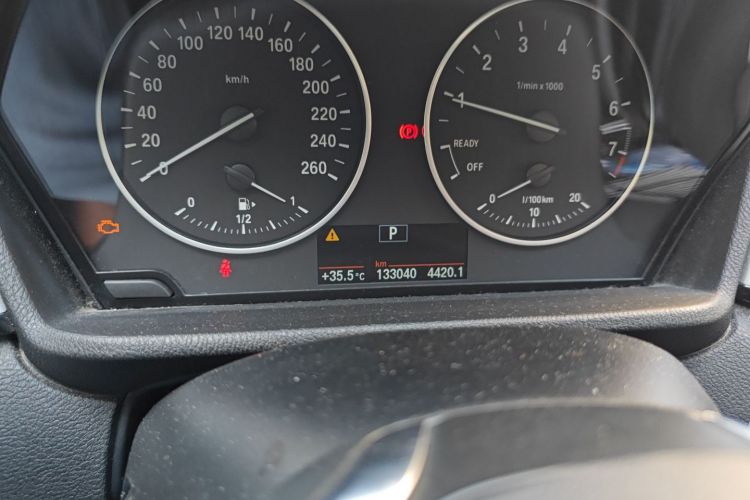 100 120 140
80 160
60 180
40 200
20 220
0 240
260
km/h
0 1/2 1
3 4
2 5
1 6
7
1/min x 1000
READY
OFF
0 10 20
l/100km
P
P
km
+35.5°C 133040 4420.1